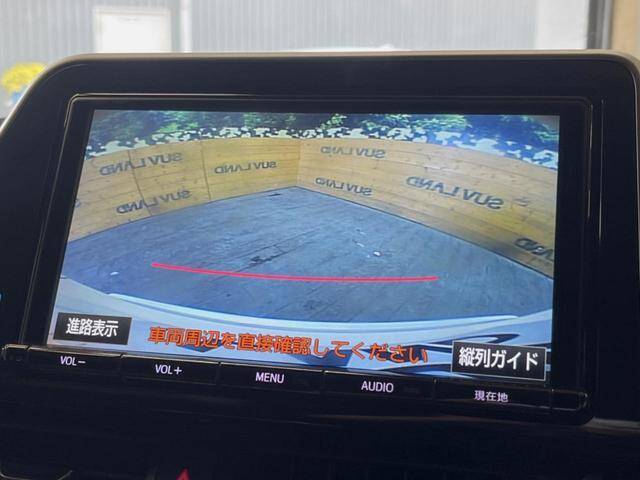 SUV LAND
SUV LAND
SUV LAND
SUV LAND
SUV LAND
SUV LAND
進路表示
車両周辺を直接確認してください
縦列ガイド
VOL−
VOL+
MENU
AUDIO
現在地